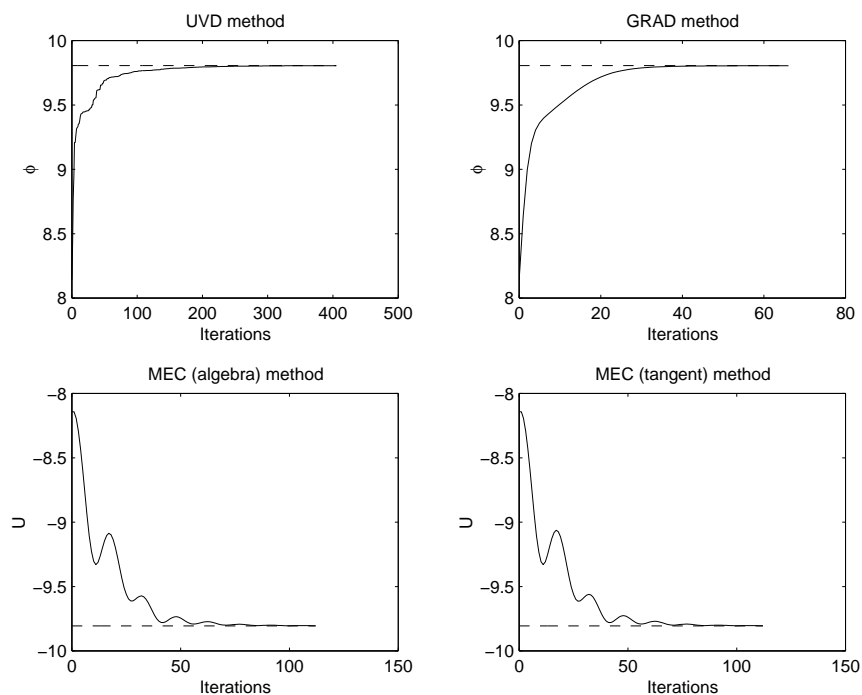 UVD method
10
9.5
9
8.5
8
ϕ
0 100 200 300 400 500
Iterations
GRAD method
10
9.5
9
8.5
8
ϕ
0 20 40 60 80
Iterations
MEC (algebra) method
−8
−8.5
−9
−9.5
−10
U
0 50 100 150
Iterations
MEC (tangent) method
−8
−8.5
−9
−9.5
−10
U
0 50 100 150
Iterations